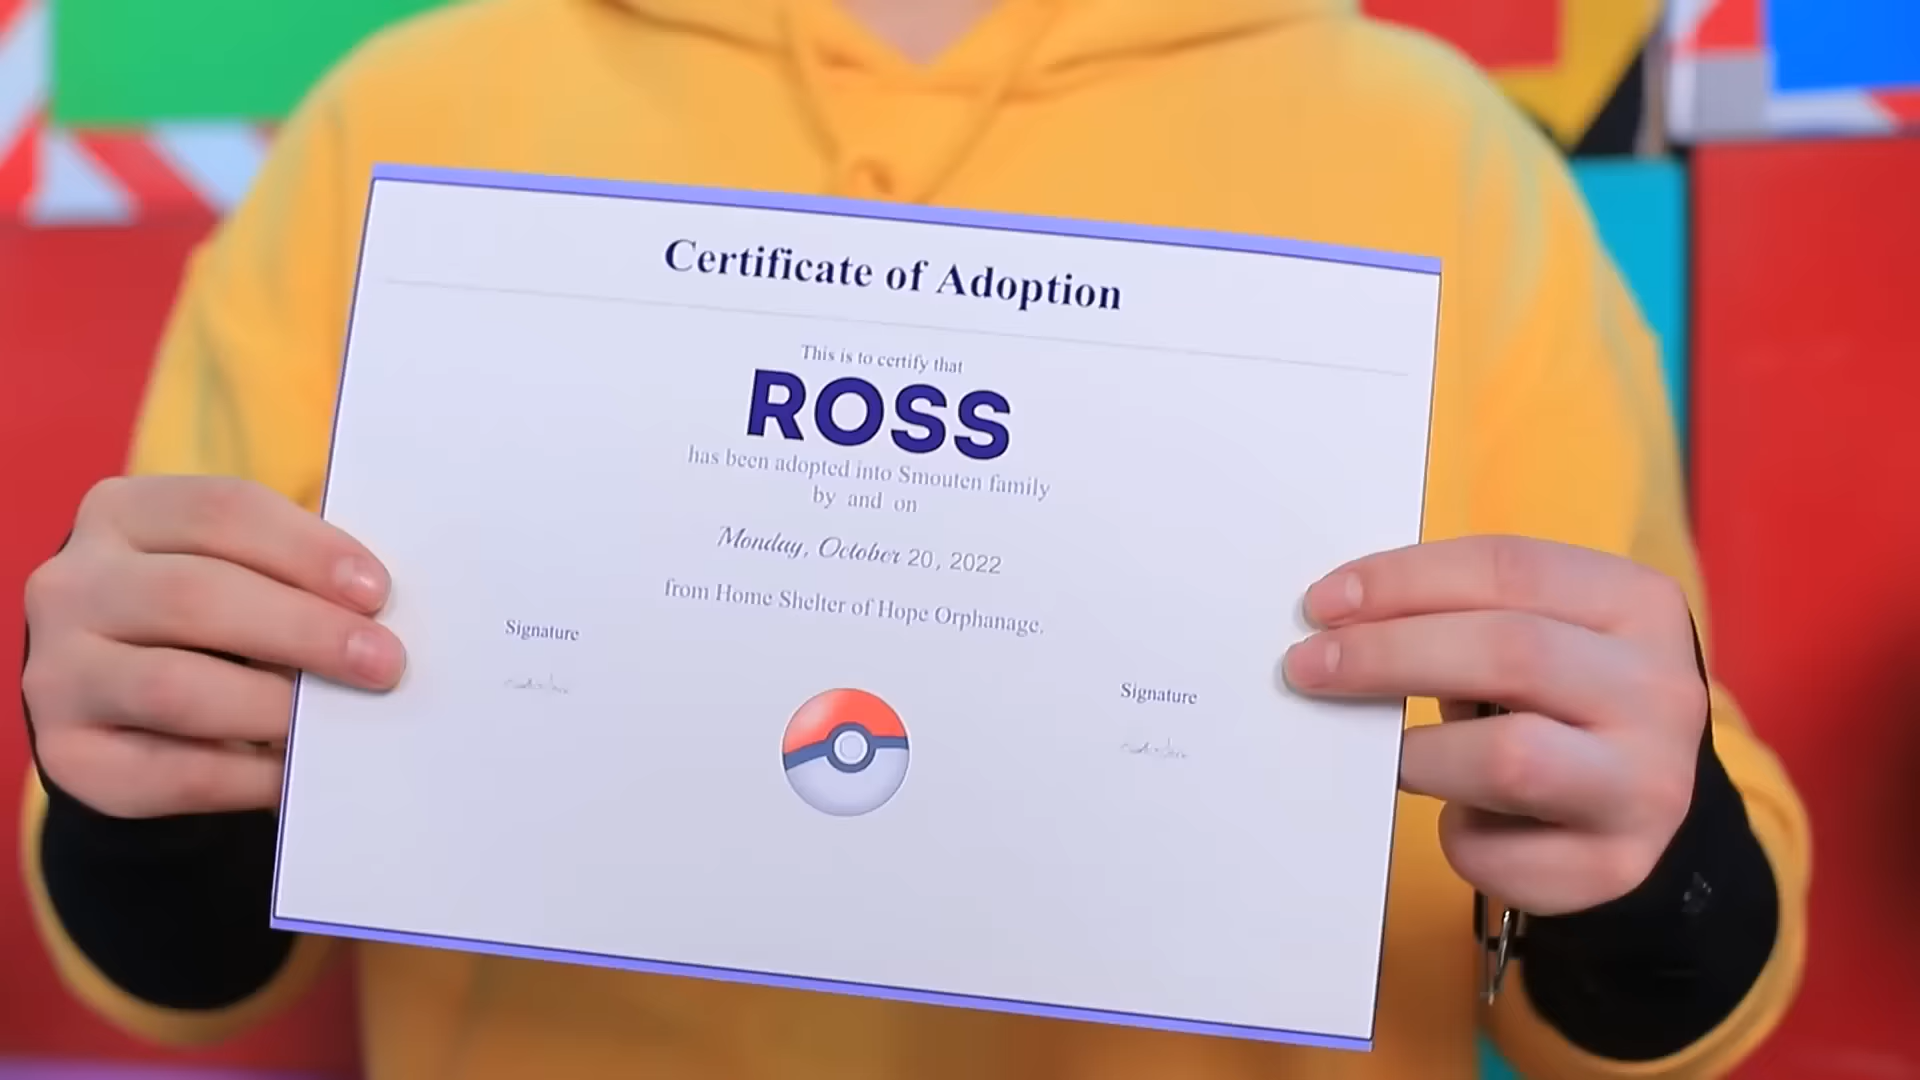 Certificate of Adoption
This is to certify that
ROSS
has been adopted into Smouten family
by and on
Monday, October 20, 2022
from Home Shelter of Hope Orphanage.
Signature
Signature